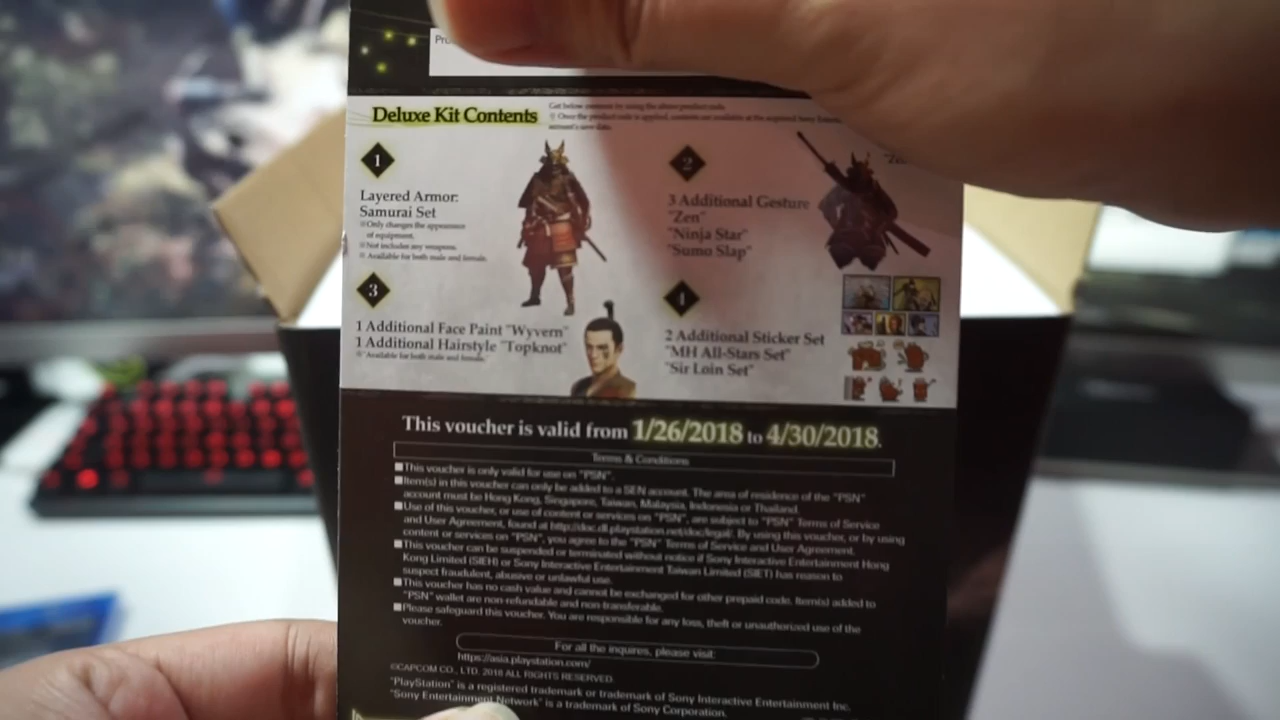 Deluxe Kit Contents
Get below contents by using the above product code.
1
Layered Armor:
Samurai Set
※Only changes the appearance
of equipment.
※Not includes any weapons.
※Available for both male and female.
2
3 Additional Gesture
"Zen"
"Ninja Star"
"Sumo Slap"
3
1 Additional Face Paint "Wyvern"
1 Additional Hairstyle "Topknot"
※"Available for both male and female."
4
2 Additional Sticker Set
"MH All-Stars Set"
"Sir Loin Set"
This voucher is valid from 1/26/2018 to 4/30/2018.
Terms & Conditions
■This voucher is only valid for use on "PSN".
■Item(s) in this voucher can only be added to a SEN account. The area of residence of the "PSN"
account must be Hong Kong, Singapore, Taiwan, Malaysia, Indonesia or Thailand.
■Use of this voucher, or use of content or services on "PSN", are subject to "PSN" Terms of Service
and User Agreement, found at http://doc.dl.playstation.net/doc/legal/. By using this voucher, or by using
content or services on "PSN", you agree to the "PSN" Terms of Service and User Agreement.
■This voucher can be suspended or terminated without notice if Sony Interactive Entertainment Hong
Kong Limited (SIEH) or Sony Interactive Entertainment Taiwan Limited (SIET) has reason to
suspect fraudulent, abusive or unlawful use.
■This voucher has no cash value and cannot be exchanged for other prepaid code. Item(s) added to
"PSN" wallet are non-refundable and non-transferable.
■Please safeguard this voucher. You are responsible for any loss, theft or unauthorized use of the
voucher.
For all the inquires, please visit:
https://asia.playstation.com/
©CAPCOM CO., LTD. 2018 ALL RIGHTS RESERVED.
"PlayStation" is a registered trademark or trademark of Sony Interactive Entertainment Inc.
"Sony Entertainment Network" is a trademark of Sony Corporation.